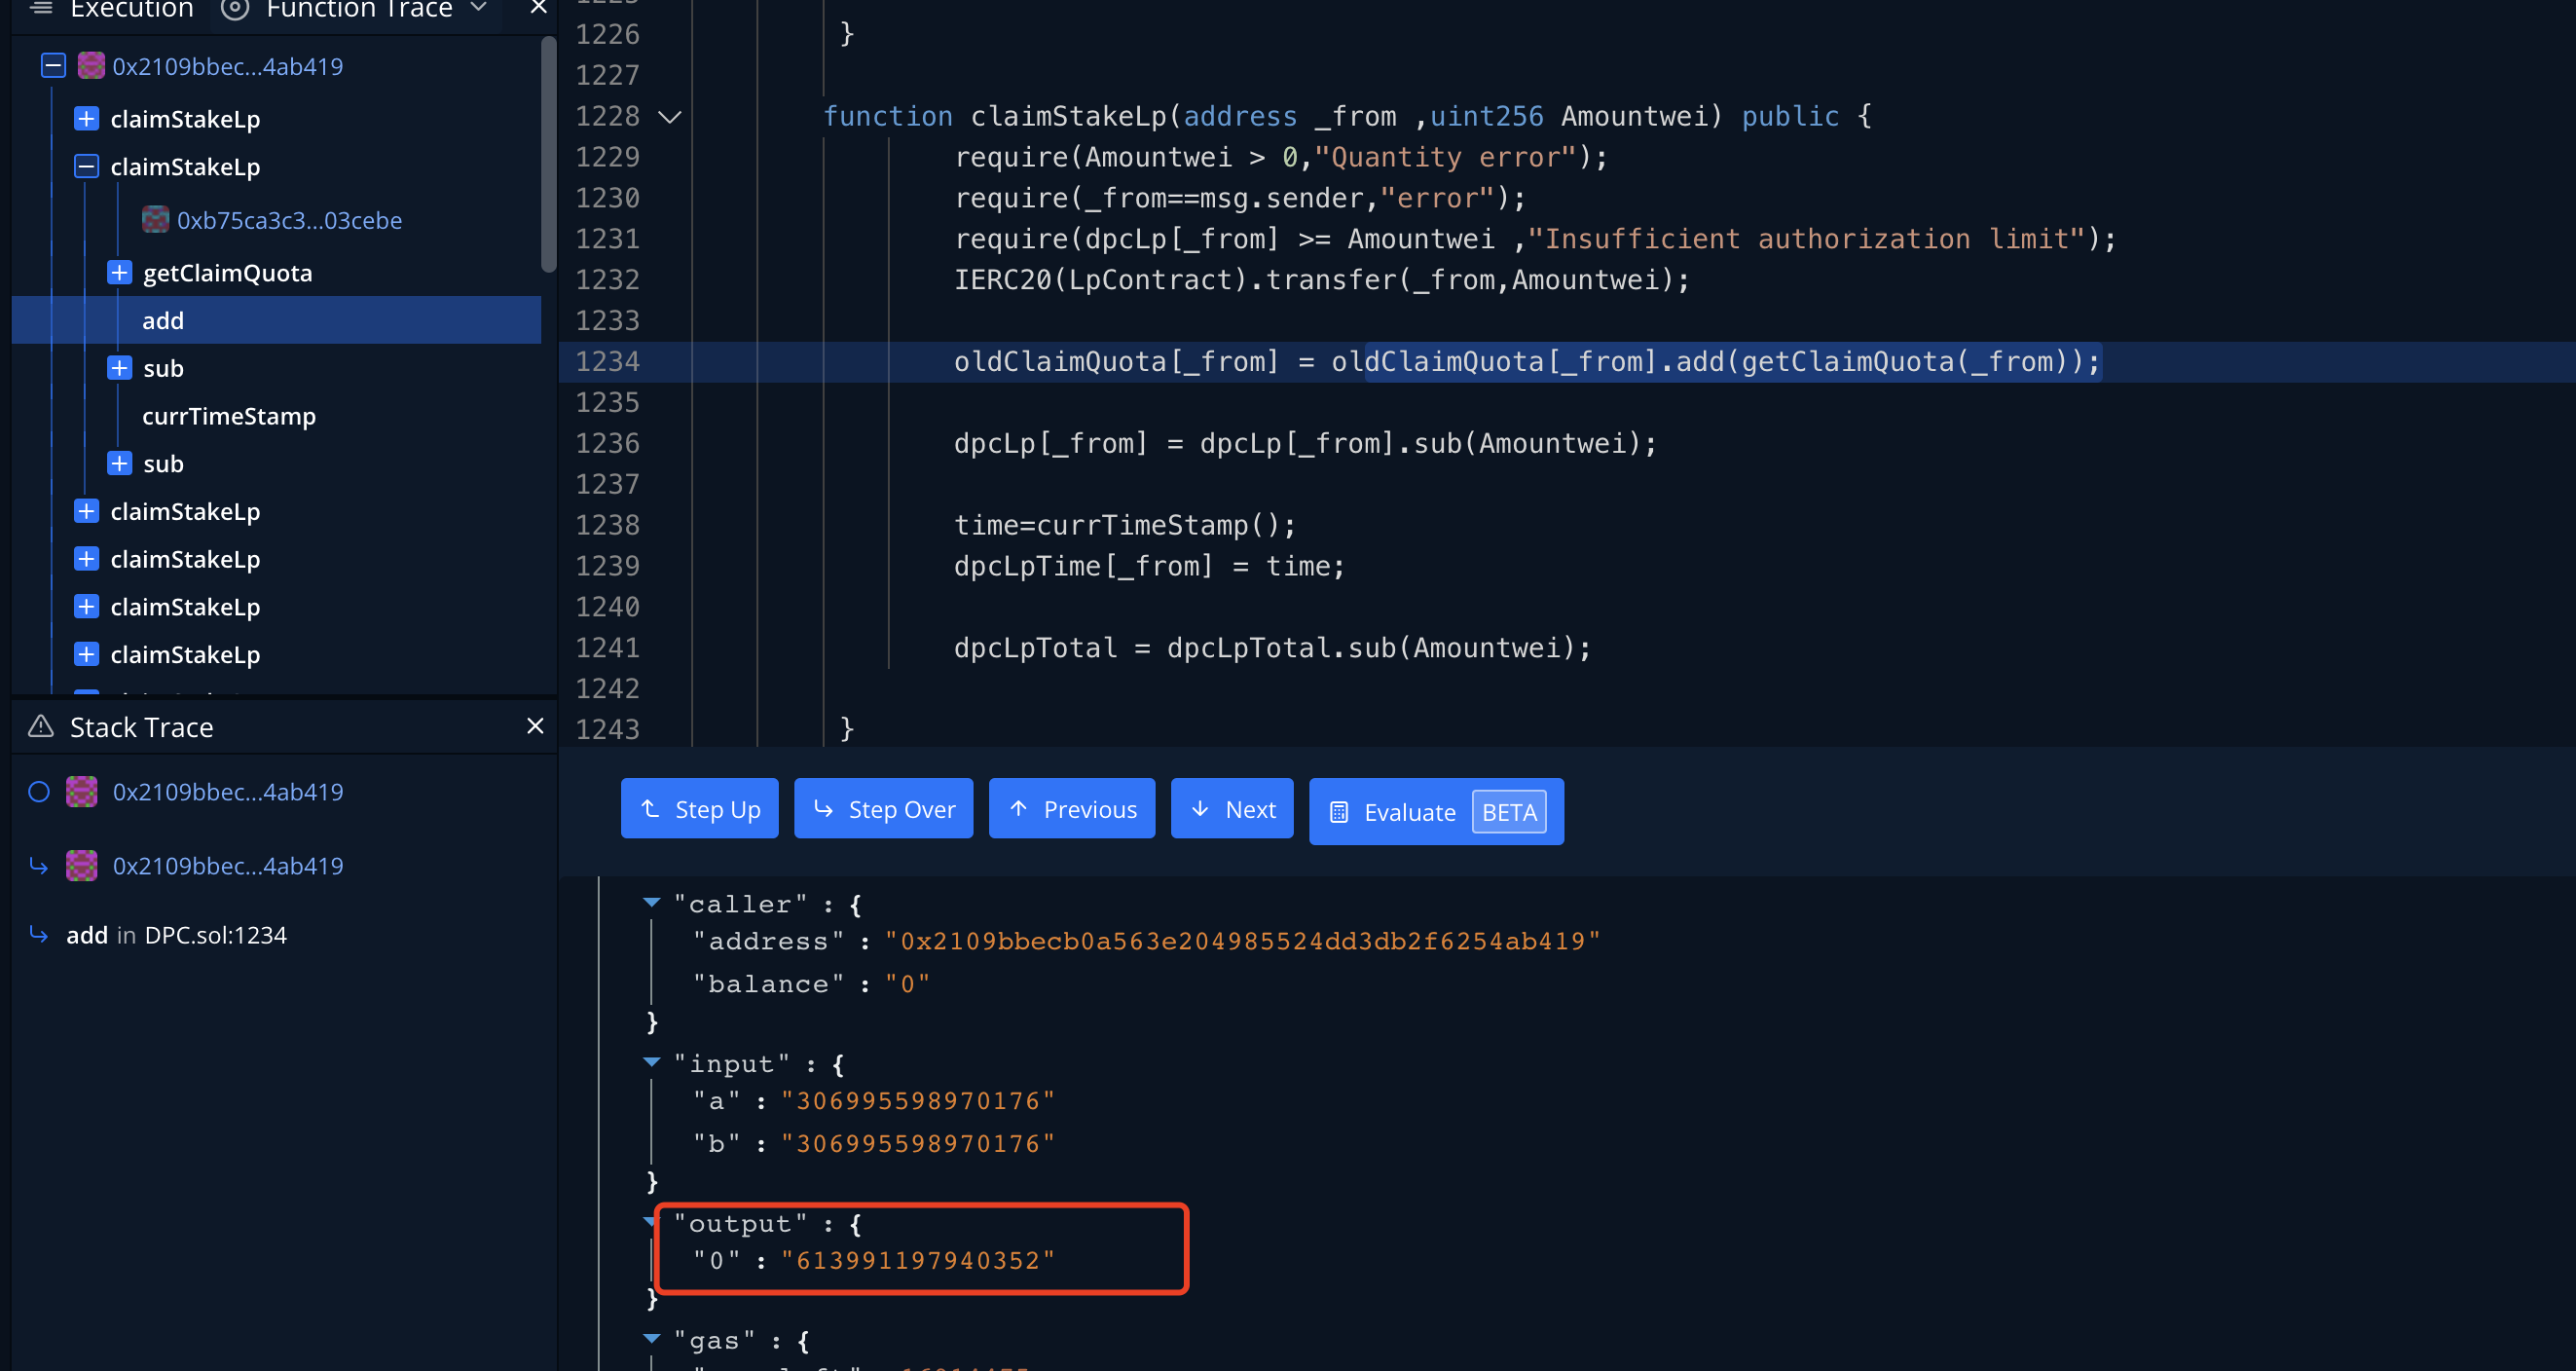 Execution
Function Trace
0x2109bbec...4ab419
claimStakeLp
claimStakeLp
0xb75ca3c3...03cebe
getClaimQuota
add
sub
currTimeStamp
sub
claimStakeLp
claimStakeLp
claimStakeLp
claimStakeLp
Stack Trace
0x2109bbec...4ab419
0x2109bbec...4ab419
add in DPC.sol:1234
1226 }
1227
1228 function claimStakeLp(address _from ,uint256 Amountwei) public {
1229 require(Amountwei > 0,"Quantity error");
1230 require(_from==msg.sender,"error");
1231 require(dpcLp[_from] >= Amountwei ,"Insufficient authorization limit");
1232 IERC20(LpContract).transfer(_from,Amountwei);
1233
1234 oldClaimQuota[_from] = oldClaimQuota[_from].add(getClaimQuota(_from));
1235
1236 dpcLp[_from] = dpcLp[_from].sub(Amountwei);
1237
1238 time=currTimeStamp();
1239 dpcLpTime[_from] = time;
1240
1241 dpcLpTotal = dpcLpTotal.sub(Amountwei);
1242
1243 }
Step Up
Step Over
Previous
Next
Evaluate BETA
"caller" : {
"address" : "0x2109bbecb0a563e204985524dd3db2f6254ab419"
"balance" : "0"
}
"input" : {
"a" : "306995598970176"
"b" : "306995598970176"
}
"output" : {
"0" : "613991197940352"
}
"gas" : {